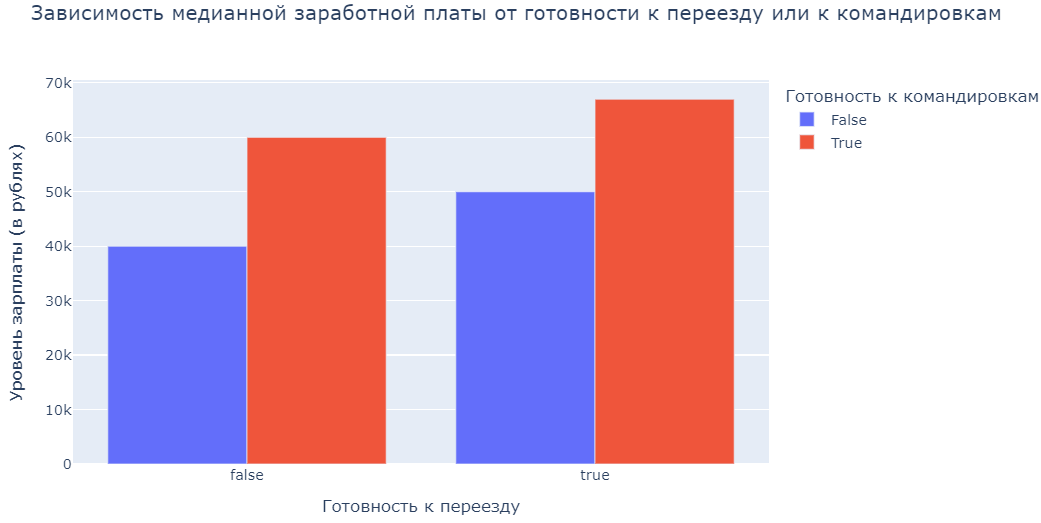 Зависимость медианной заработной платы от готовности к переезду или к командировкам
70k
60k
50k
40k
30k
20k
10k
0
Уровень зарплаты (в рублях)
false
true
Готовность к переезду
Готовность к командировкам
False
True